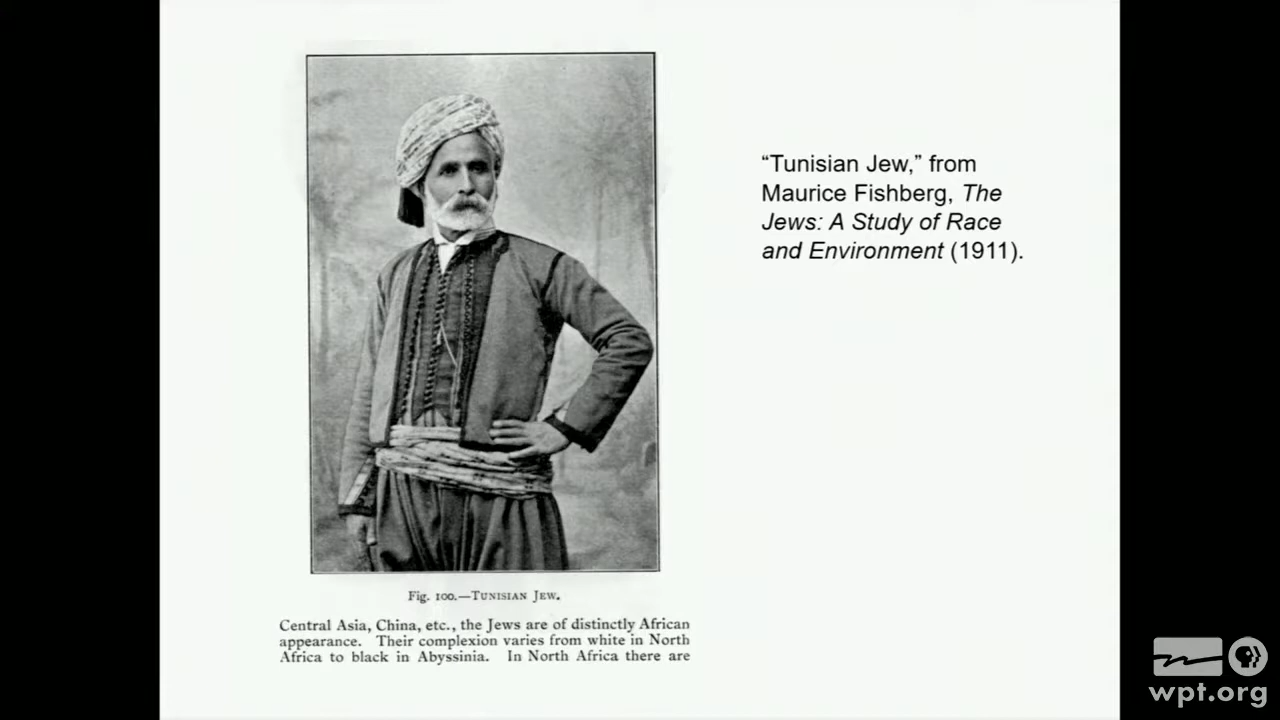 “Tunisian Jew,” from
Maurice Fishberg, The
Jews: A Study of Race
and Environment (1911).
Fig. 100.—Tunisian Jew.
Central Asia, China, etc., the Jews are of distinctly African
appearance. Their complexion varies from white in North
Africa to black in Abyssinia. In North Africa there are
wpt.org